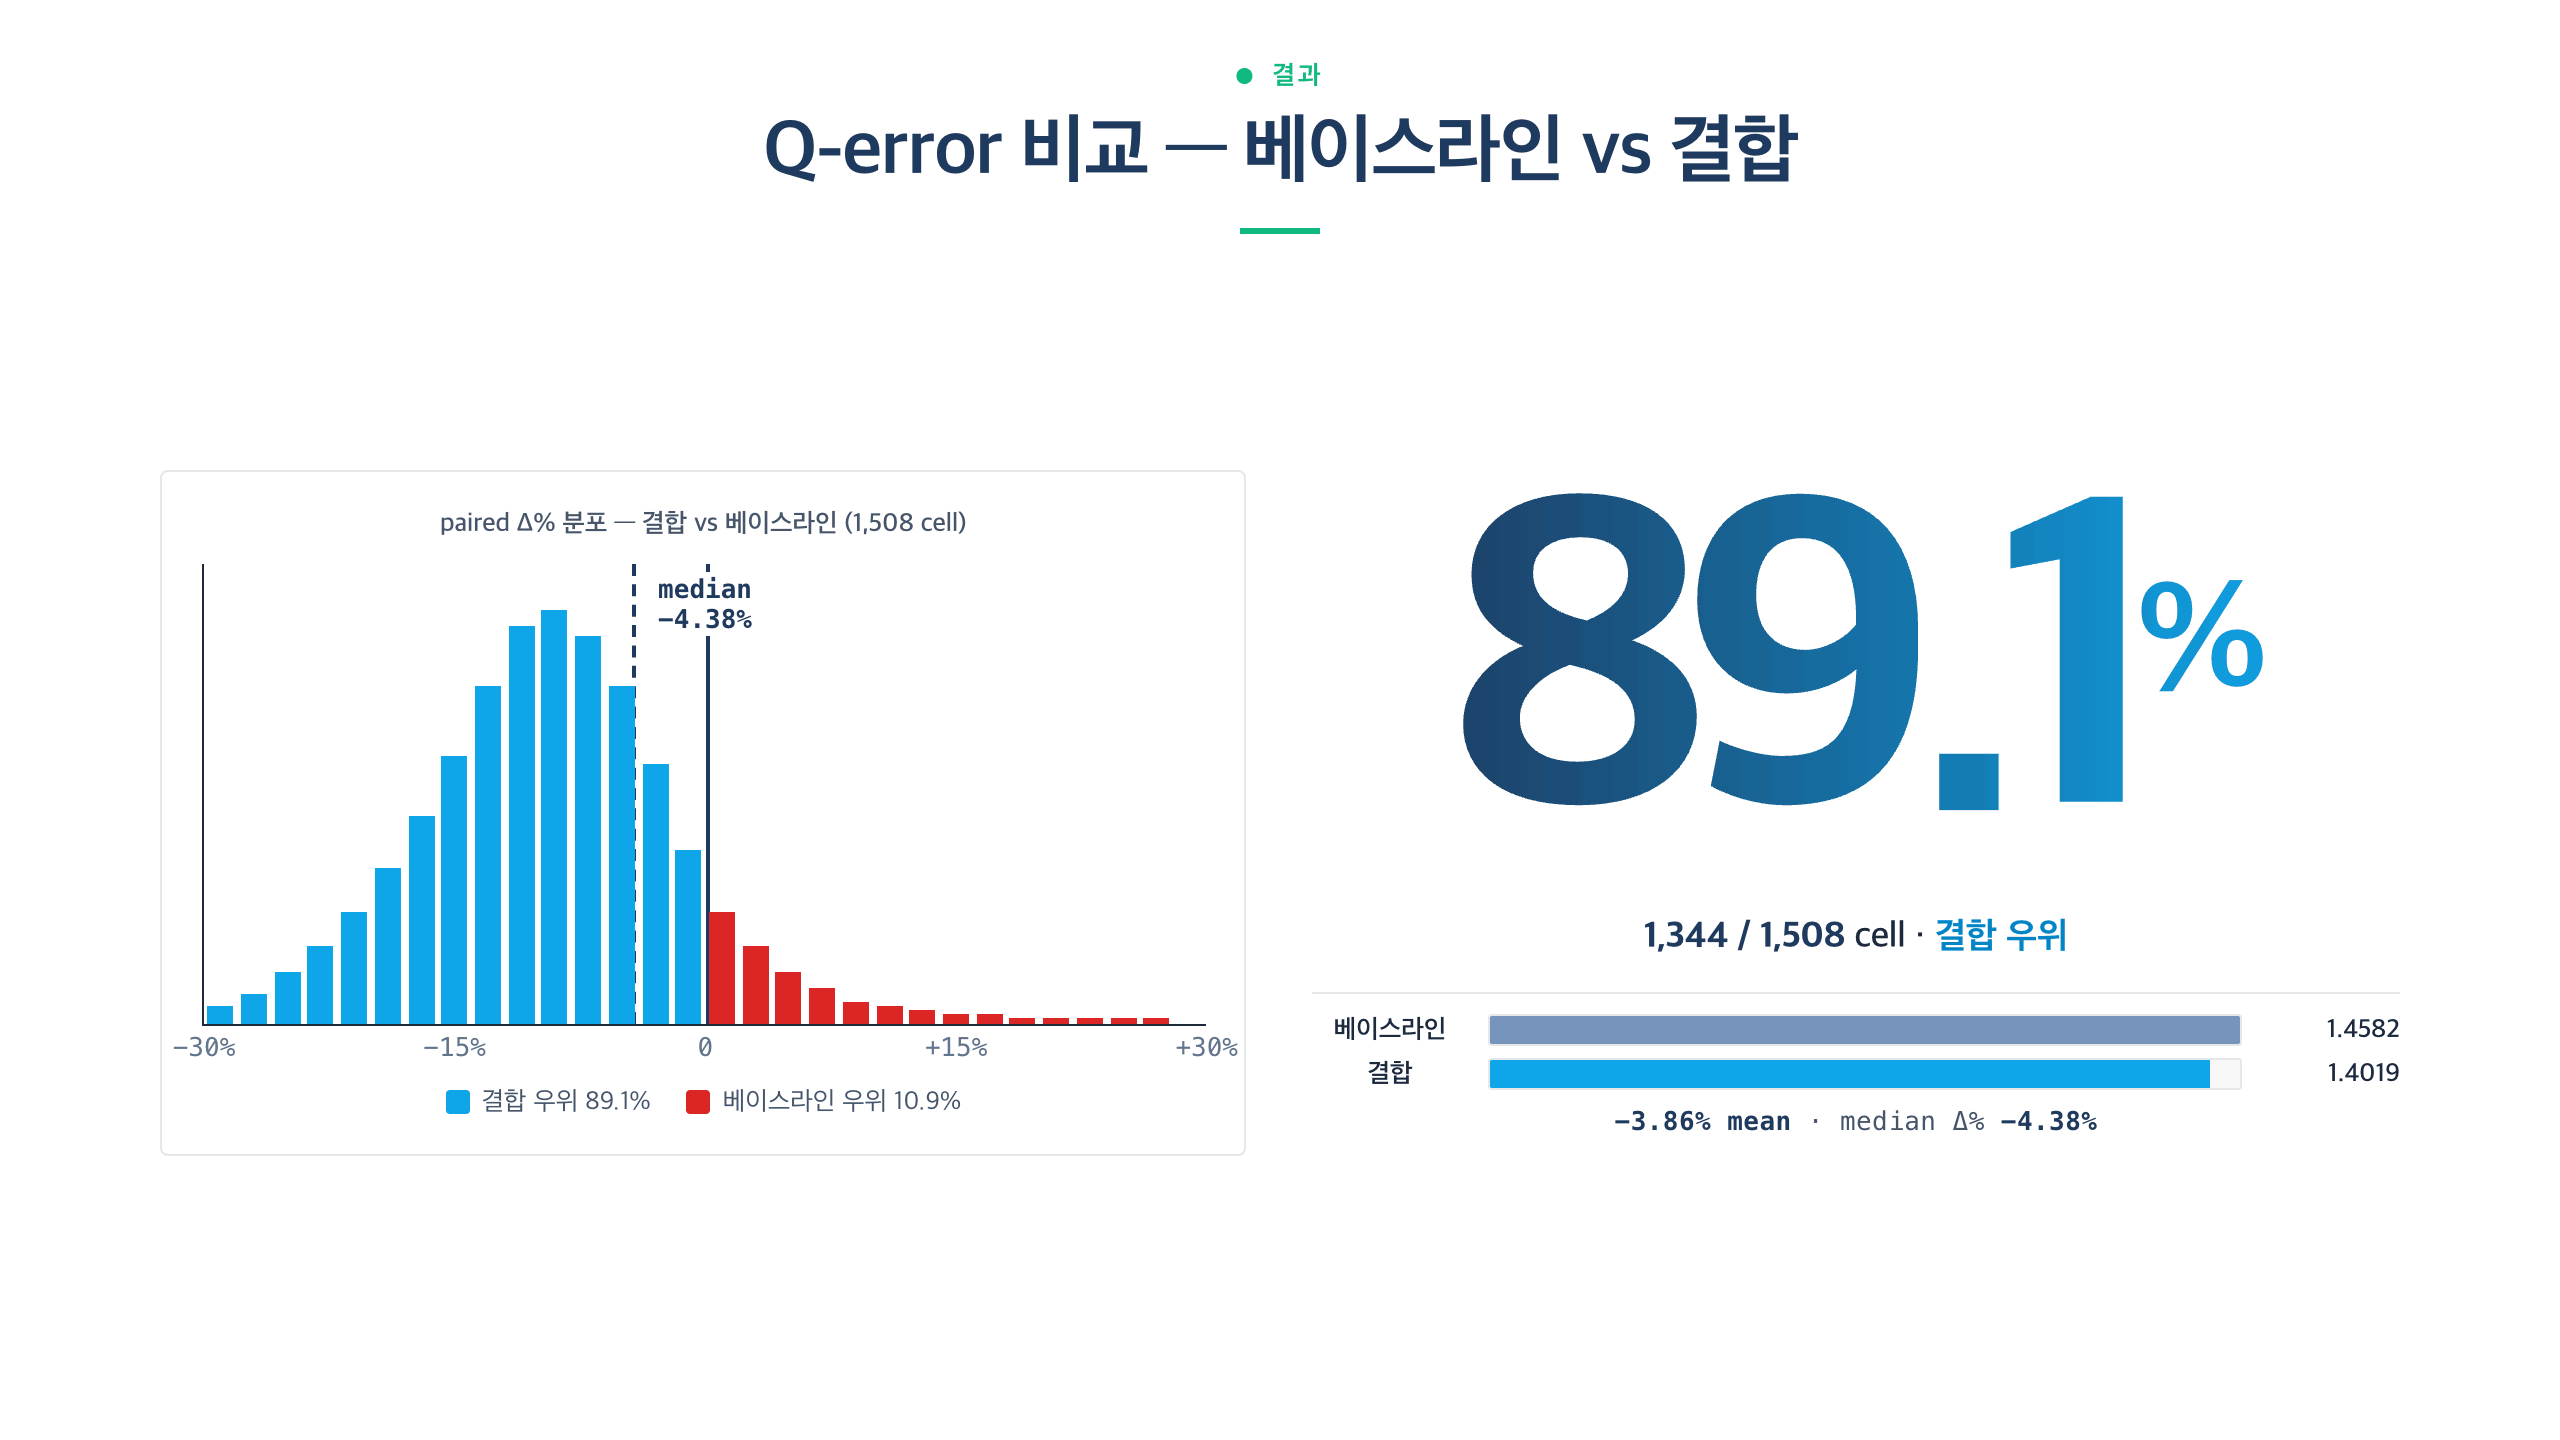 결과
Q-error 비교 — 베이스라인 vs 결합
paired Δ% 분포 — 결합 vs 베이스라인 (1,508 cell)
median
−4.38%
−30% −15% 0 +15% +30%
결합 우위 89.1% 베이스라인 우위 10.9%
89.1%
1,344 / 1,508 cell · 결합 우위
베이스라인 1.4582
결합 1.4019
−3.86% mean · median Δ% −4.38%